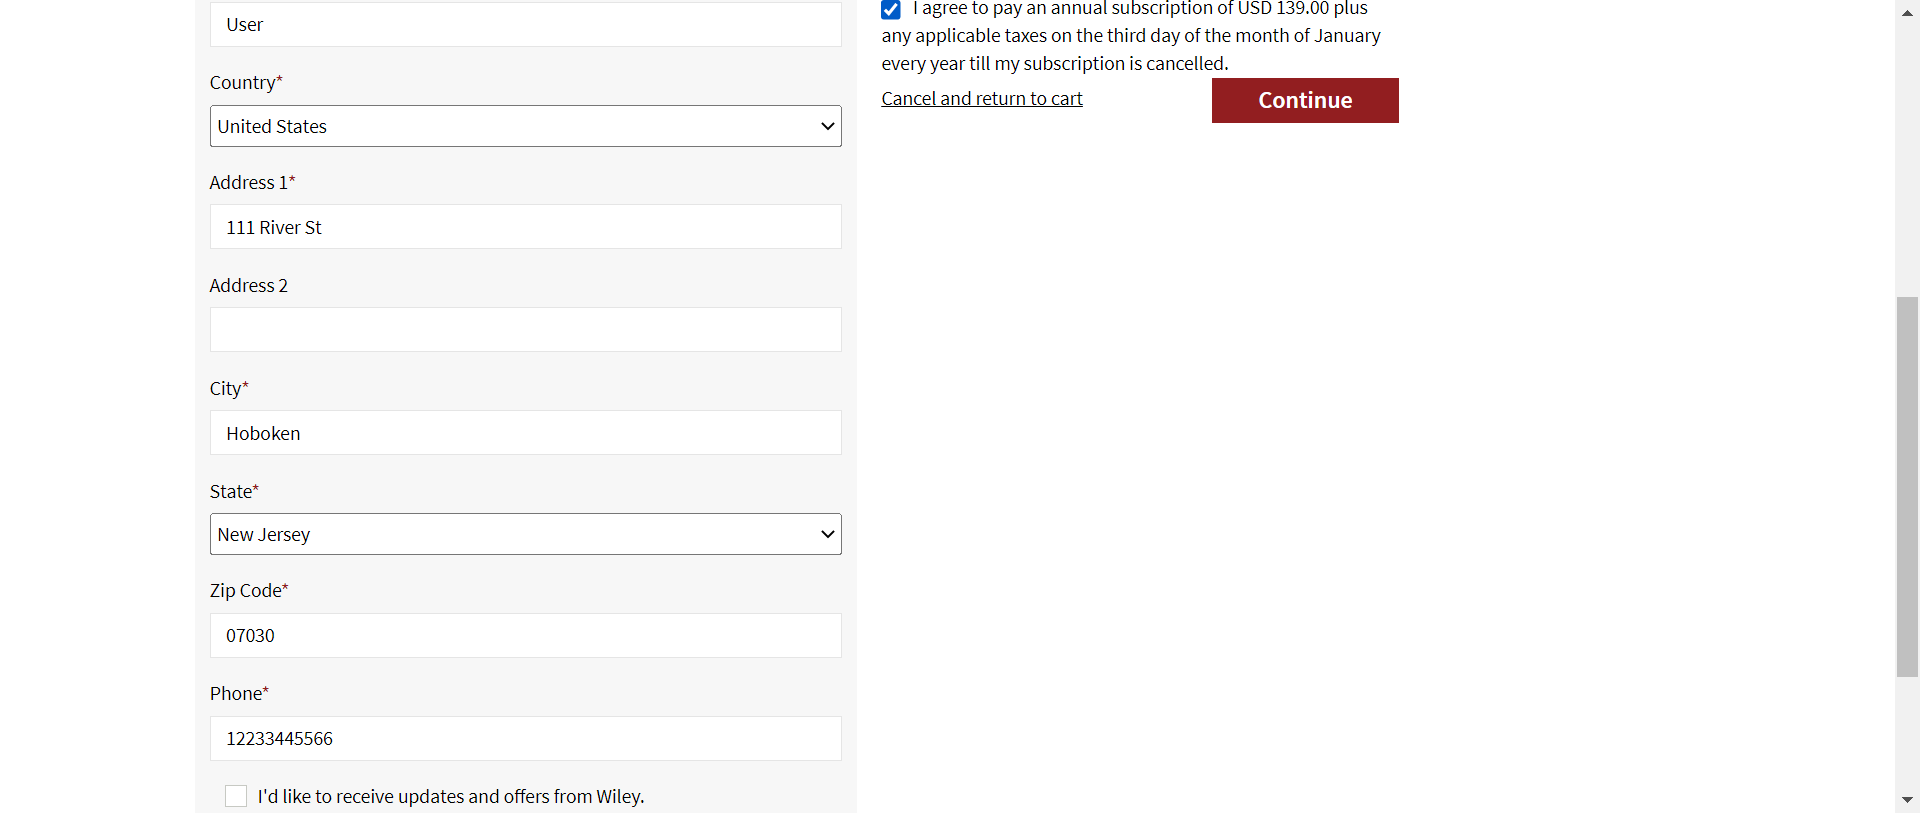 User
Country*
United States
Address 1*
111 River St
Address 2
City*
Hoboken
State*
New Jersey
Zip Code*
07030
Phone*
12233445566
I'd like to receive updates and offers from Wiley.
I agree to pay an annual subscription of USD 139.00 plus
any applicable taxes on the third day of the month of January
every year till my subscription is cancelled.
Cancel and return to cart
Continue